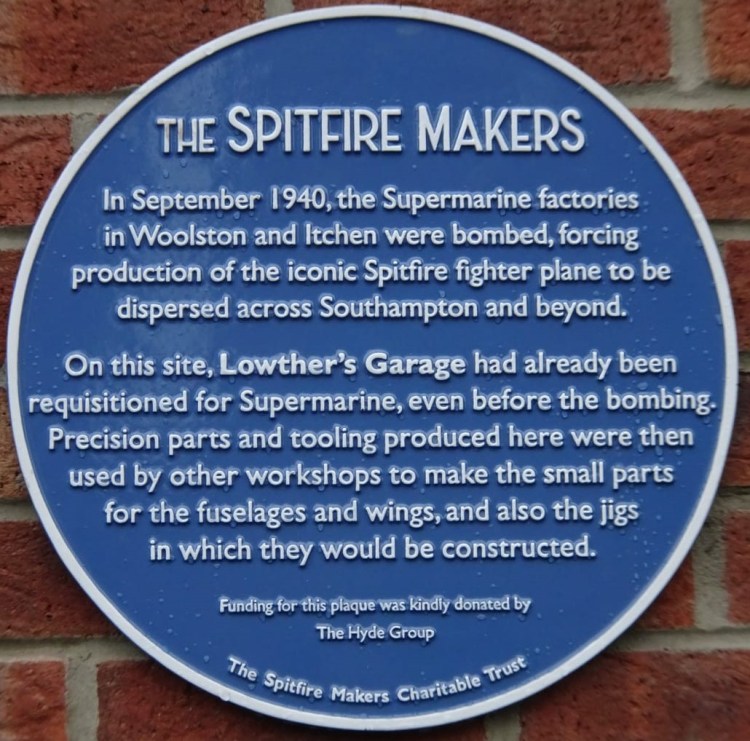 THE SPITFIRE MAKERS
In September 1940, the Supermarine factories
in Woolston and Itchen were bombed, forcing
production of the iconic Spitfire fighter plane to be
dispersed across Southampton and beyond.
On this site, Lowther's Garage had already been
requisitioned for Supermarine, even before the bombing.
Precision parts and tooling produced here were then
used by other workshops to make the small parts
for the fuselages and wings, and also the jigs
in which they would be constructed.
Funding for this plaque was kindly donated by
The Hyde Group
The Spitfire Makers Charitable Trust